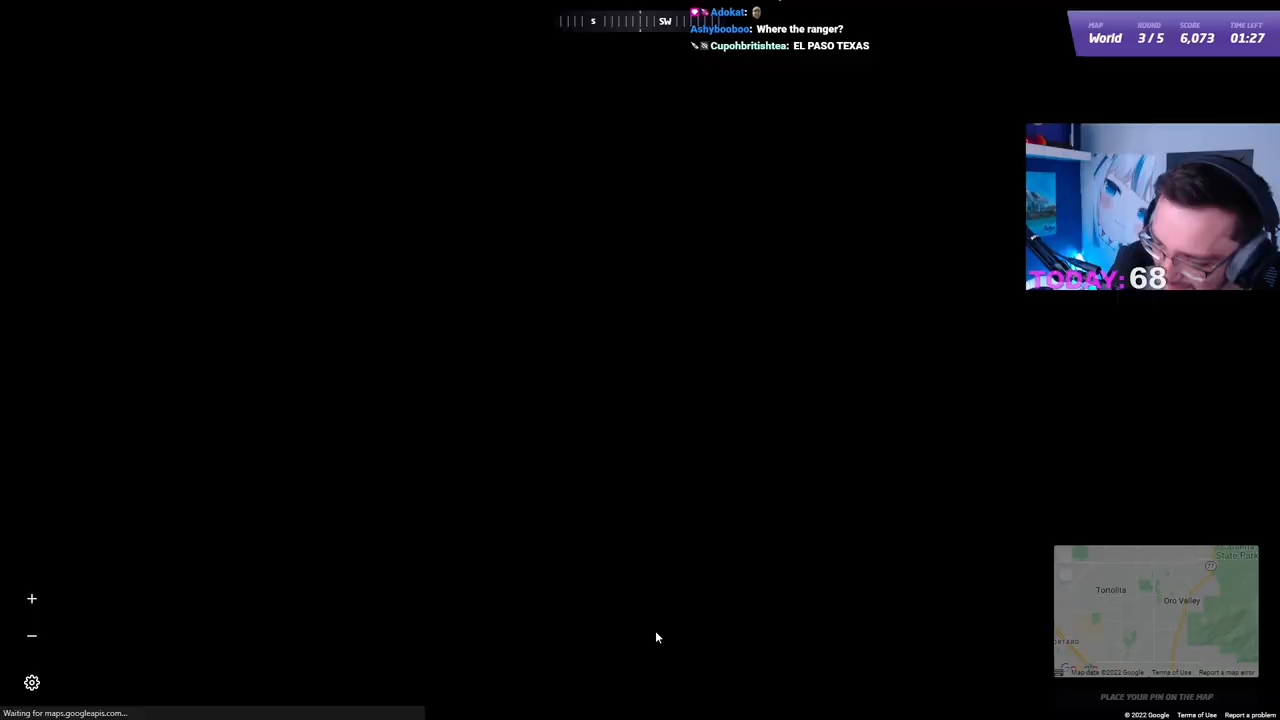 S
SW
Adokat:
Ashybooboo: Where the ranger?
Cupohbritishtea: EL PASO TEXAS
MAP
World
ROUND
3 / 5
SCORE
6,073
TIME LEFT
01:27
TODAY: 68
State Park
77
Tortolita
Oro Valley
Google
Map data ©2022 Google
Terms of Use
Report a map error
PLACE YOUR PIN ON THE MAP
Waiting for maps.googleapis.com...
© 2022 Google
Terms of Use
Report a problem